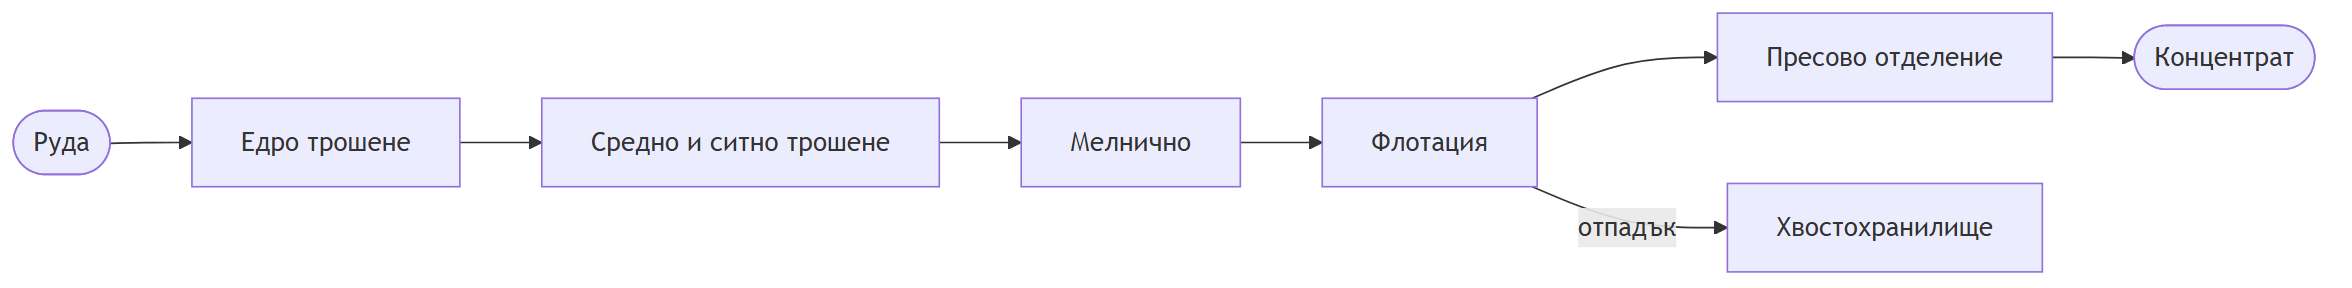 Руда
Едро трошене
Средно и ситно трошене
Мелнично
Флотация
Пресово отделение
Концентрат
отпадък
Хвостохранилище